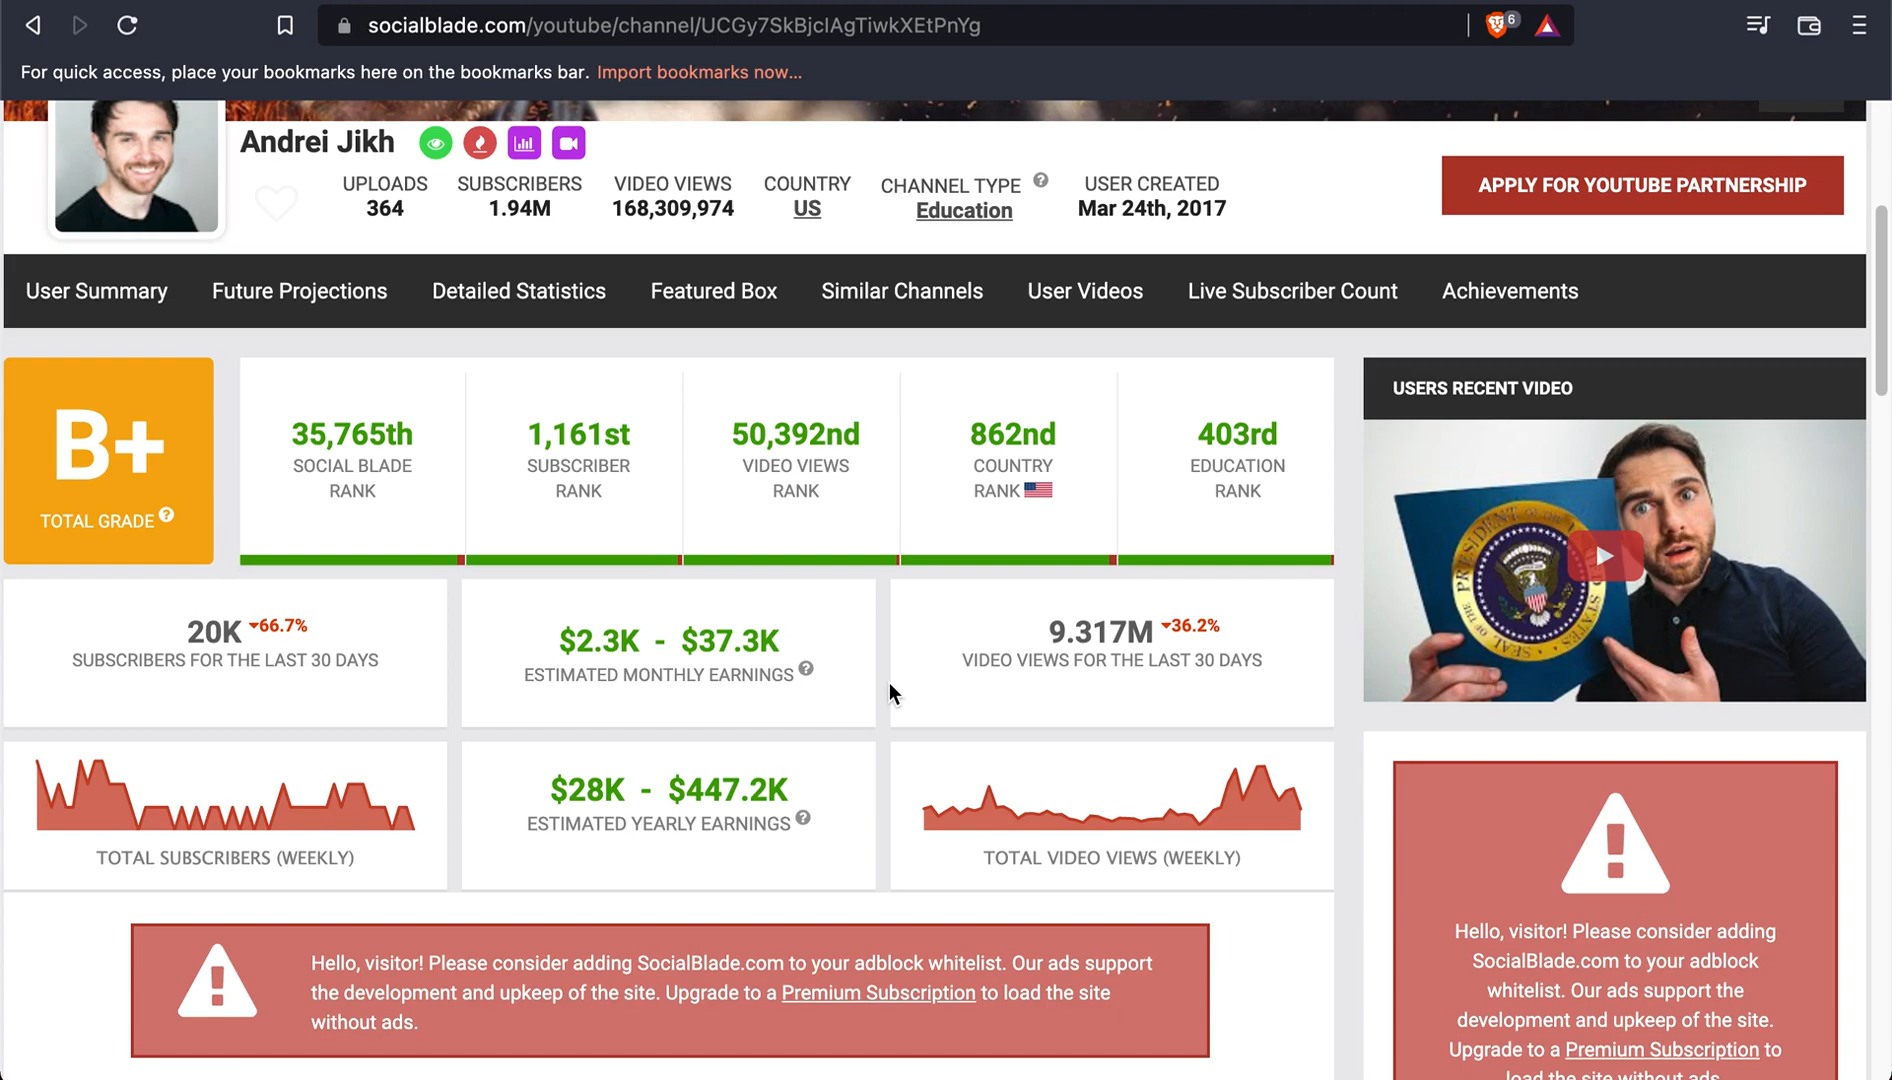 socialblade.com/youtube/channel/UCGy7SkBjcIAgTiwkXEtPnYg
6
For quick access, place your bookmarks here on the bookmarks bar. Import bookmarks now...
Andrei Jikh
UPLOADS
364
SUBSCRIBERS
1.94M
VIDEO VIEWS
168,309,974
COUNTRY
US
CHANNEL TYPE ?
Education
USER CREATED
Mar 24th, 2017
APPLY FOR YOUTUBE PARTNERSHIP
User Summary
Future Projections
Detailed Statistics
Featured Box
Similar Channels
User Videos
Live Subscriber Count
Achievements
B+
TOTAL GRADE ?
35,765th
SOCIAL BLADE
RANK
1,161st
SUBSCRIBER
RANK
50,392nd
VIDEO VIEWS
RANK
862nd
COUNTRY
RANK
403rd
EDUCATION
RANK
USERS RECENT VIDEO
20K 66.7%
SUBSCRIBERS FOR THE LAST 30 DAYS
$2.3K - $37.3K
ESTIMATED MONTHLY EARNINGS ?
9.317M 36.2%
VIDEO VIEWS FOR THE LAST 30 DAYS
TOTAL SUBSCRIBERS (WEEKLY)
$28K - $447.2K
ESTIMATED YEARLY EARNINGS ?
TOTAL VIDEO VIEWS (WEEKLY)
Hello, visitor! Please consider adding SocialBlade.com to your adblock whitelist. Our ads support
the development and upkeep of the site. Upgrade to a Premium Subscription to load the site
without ads.
Hello, visitor! Please consider adding
SocialBlade.com to your adblock
whitelist. Our ads support the
development and upkeep of the site.
Upgrade to a Premium Subscription to
load the site without ads.